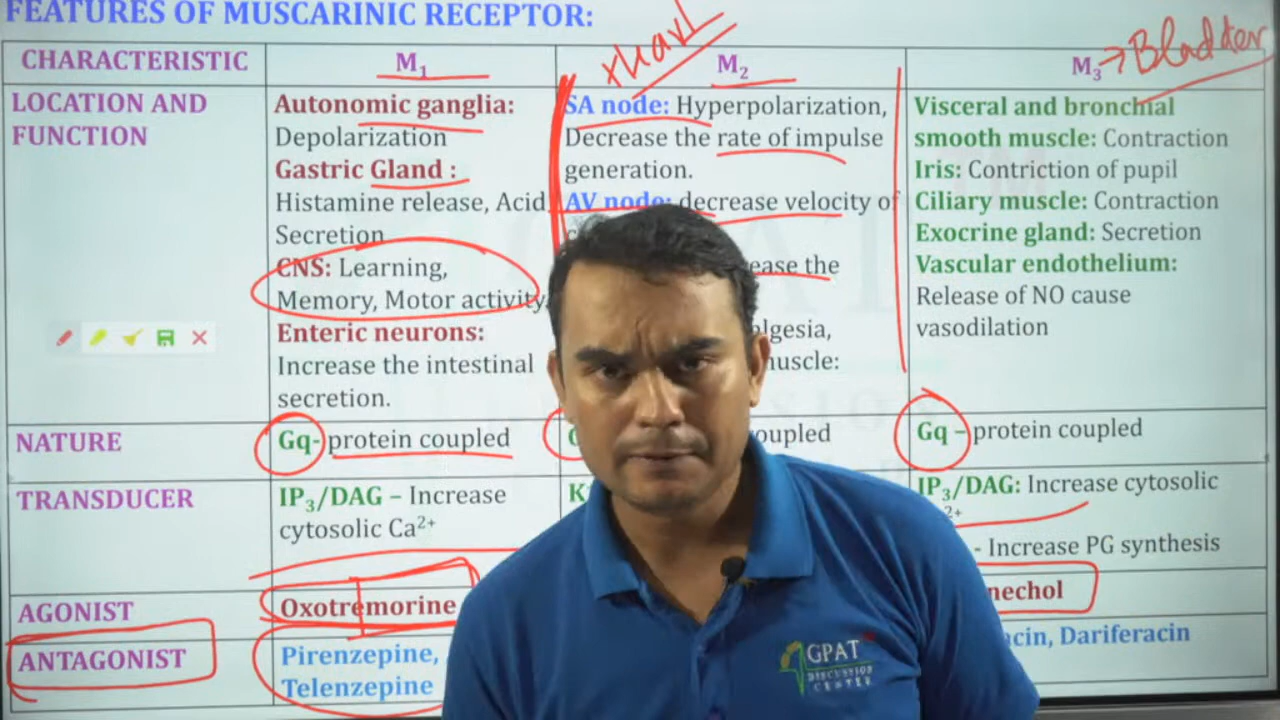 FEATURES OF MUSCARINIC RECEPTOR:
CHARACTERISTIC
M₁
M₂
M₃
Bladder
LOCATION AND
FUNCTION
Autonomic ganglia:
Depolarization
Gastric Gland :
Histamine release, Acid
Secretion
CNS: Learning,
Memory, Motor activity,
Enteric neurons:
Increase the intestinal
secretion.
SA node: Hyperpolarization,
Decrease the rate of impulse
generation.
AV node: decrease velocity of
the
Visceral and bronchial
smooth muscle: Contraction
Iris: Contriction of pupil
Ciliary muscle: Contraction
Exocrine gland: Secretion
Vascular endothelium:
Release of NO cause
vasodilation
NATURE
Gq- protein coupled
Gq – protein coupled
TRANSDUCER
IP₃/DAG – Increase
cytosolic Ca²⁺
IP₃/DAG: Increase cytosolic
- Increase PG synthesis
AGONIST
Oxotremorine
ANTAGONIST
Pirenzepine,
Telenzepine
Dariferacin
GPAT
DISCUSSION
CENTER